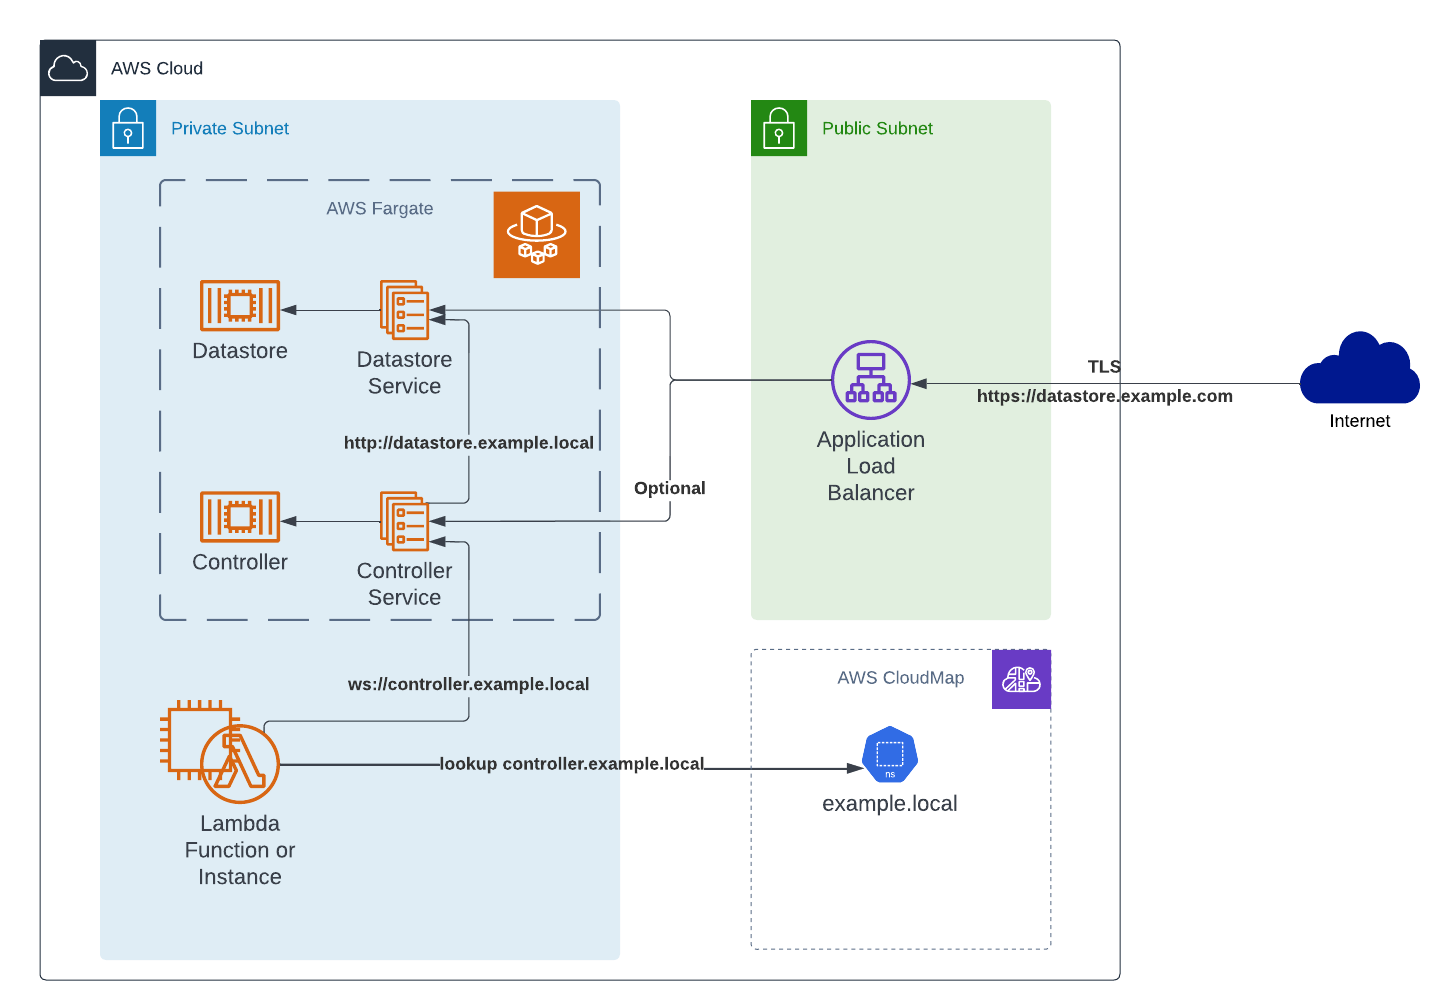 AWS Cloud
Private Subnet
Public Subnet
AWS Fargate
Datastore
Datastore
Service
http://datastore.example.local
Controller
Controller
Service
Optional
Application
Load
Balancer
TLS
https://datastore.example.com
Internet
ws://controller.example.local
lookup controller.example.local
Lambda
Function or
Instance
AWS CloudMap
ns
example.local